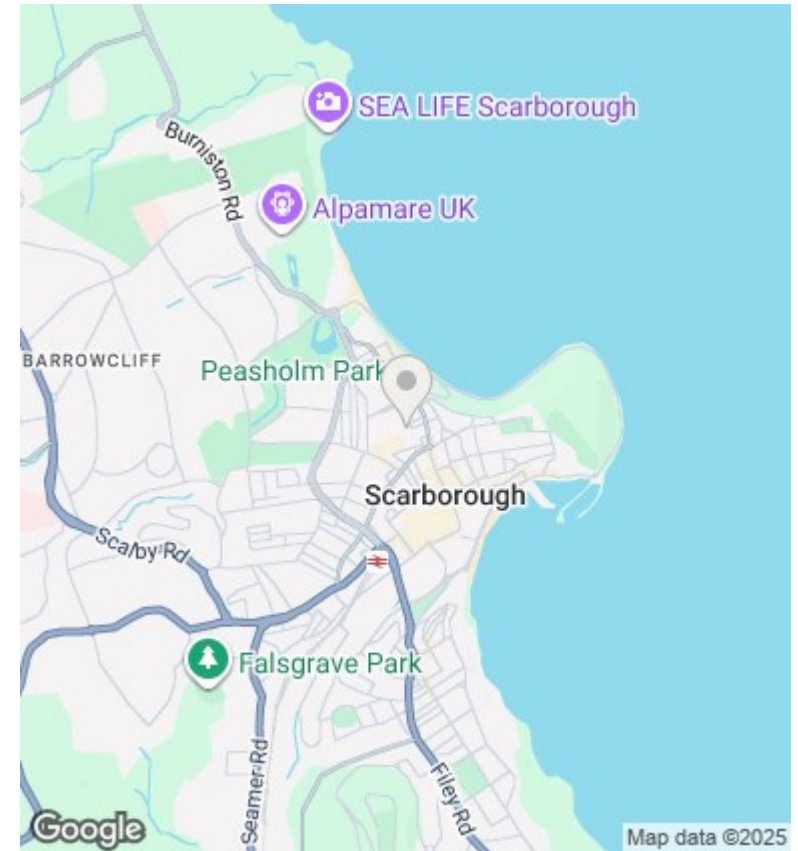 SEA LIFE Scarborough
Burniston Rd
Alpamare UK
BARROWCLIFF
Peasholm Park
Scarborough
Scalby Rd
Falsgrave Park
Seamer Rd
Filey Rd
Google
Map data ©2025